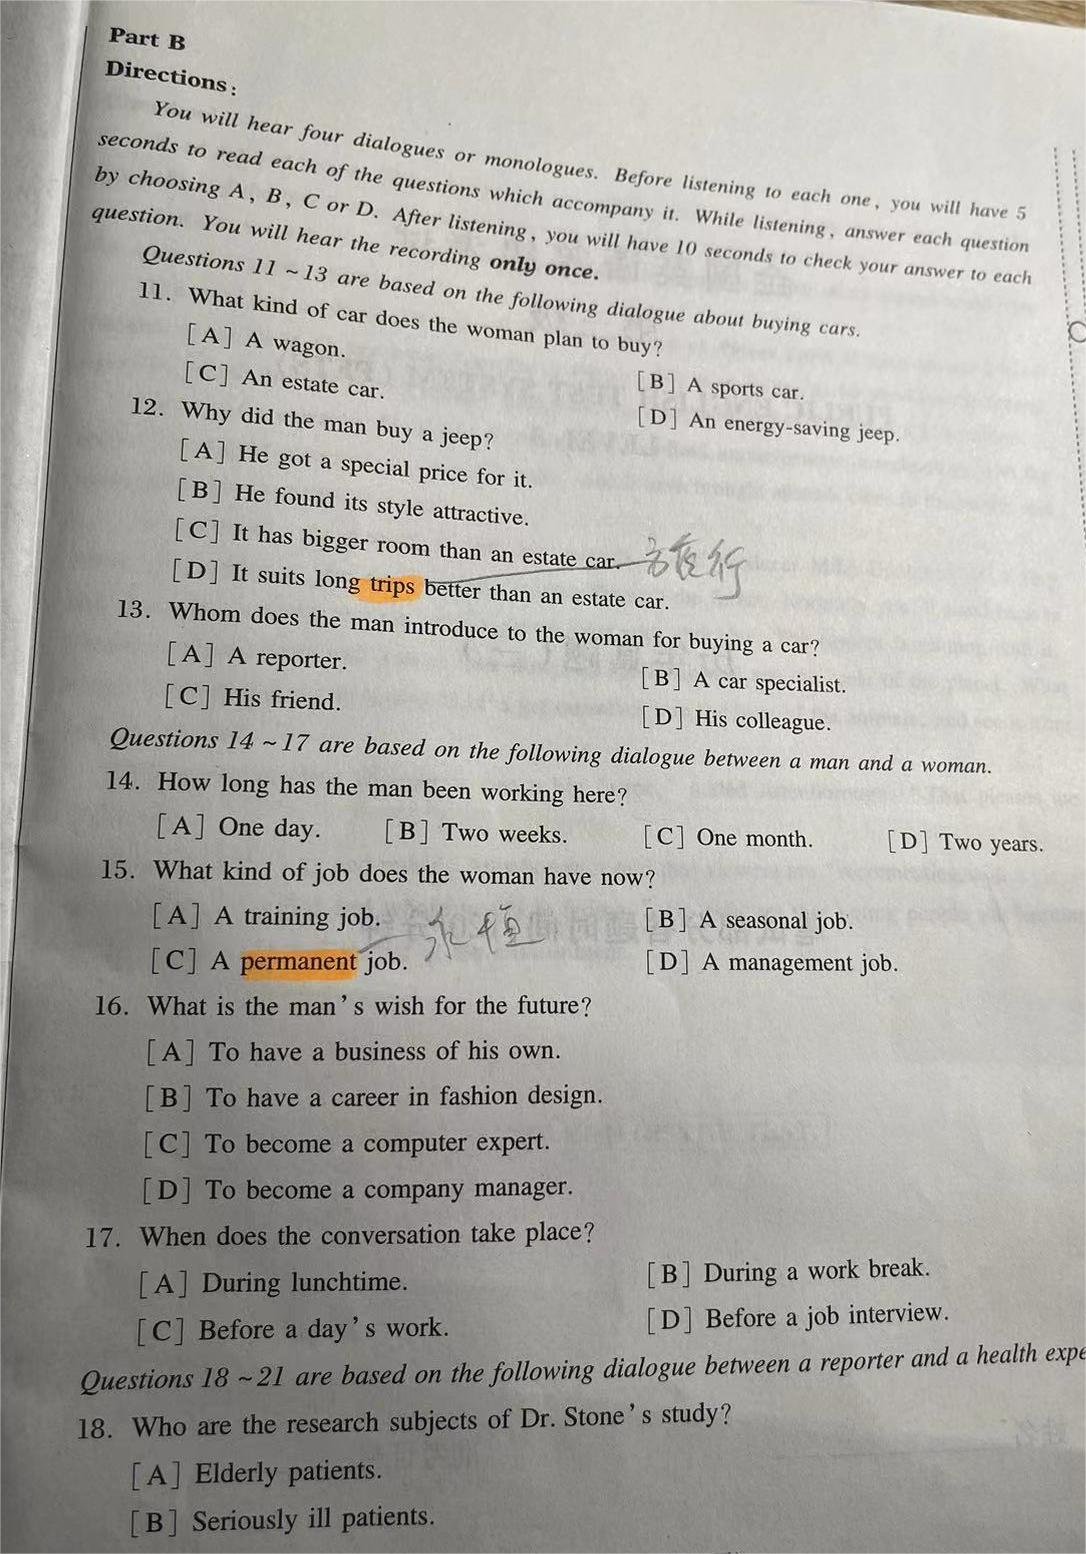 Part B
Directions:
You will hear four dialogues or monologues. Before listening to each one, you will have 5
seconds to read each of the questions which accompany it. While listening, answer each question
by choosing A, B, C or D. After listening, you will have 10 seconds to check your answer to each
question. You will hear the recording only once.
Questions 11 ~ 13 are based on the following dialogue about buying cars.
11. What kind of car does the woman plan to buy?
[A] A wagon.
[B] A sports car.
[C] An estate car.
[D] An energy-saving jeep.
12. Why did the man buy a jeep?
[A] He got a special price for it.
[B] He found its style attractive.
[C] It has bigger room than an estate car.
[D] It suits long trips better than an estate car.
13. Whom does the man introduce to the woman for buying a car?
[A] A reporter.
[B] A car specialist.
[C] His friend.
[D] His colleague.
Questions 14 ~ 17 are based on the following dialogue between a man and a woman.
14. How long has the man been working here?
[A] One day. [B] Two weeks. [C] One month. [D] Two years.
15. What kind of job does the woman have now?
[A] A training job. [B] A seasonal job.
永恒
[C] A permanent job. [D] A management job.
16. What is the man's wish for the future?
[A] To have a business of his own.
[B] To have a career in fashion design.
[C] To become a computer expert.
[D] To become a company manager.
17. When does the conversation take place?
[A] During lunchtime. [B] During a work break.
[C] Before a day's work. [D] Before a job interview.
Questions 18 ~ 21 are based on the following dialogue between a reporter and a health expe
18. Who are the research subjects of Dr. Stone's study?
[A] Elderly patients.
[B] Seriously ill patients.